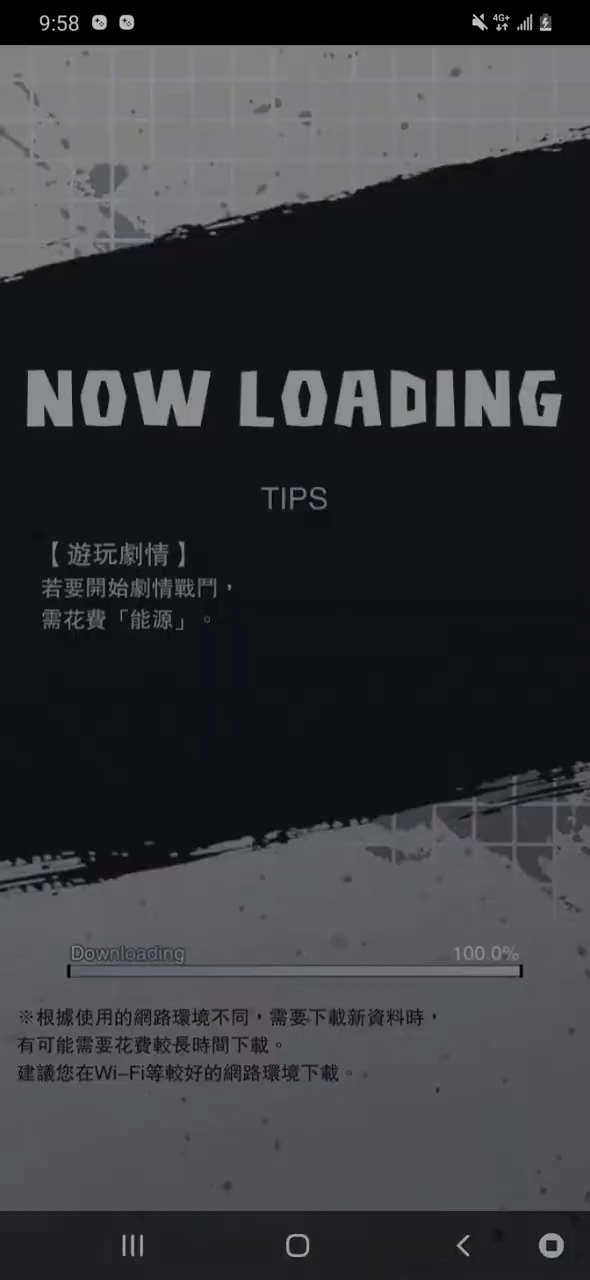 9:58
4G+
NOW LOADING
TIPS
【遊玩劇情】
若要開始劇情戰鬥，
需花費「能源」。
Downloading 100.0%
※根據使用的網路環境不同，需要下載新資料時，
有可能需要花費較長時間下載。
建議您在Wi-Fi等較好的網路環境下載。